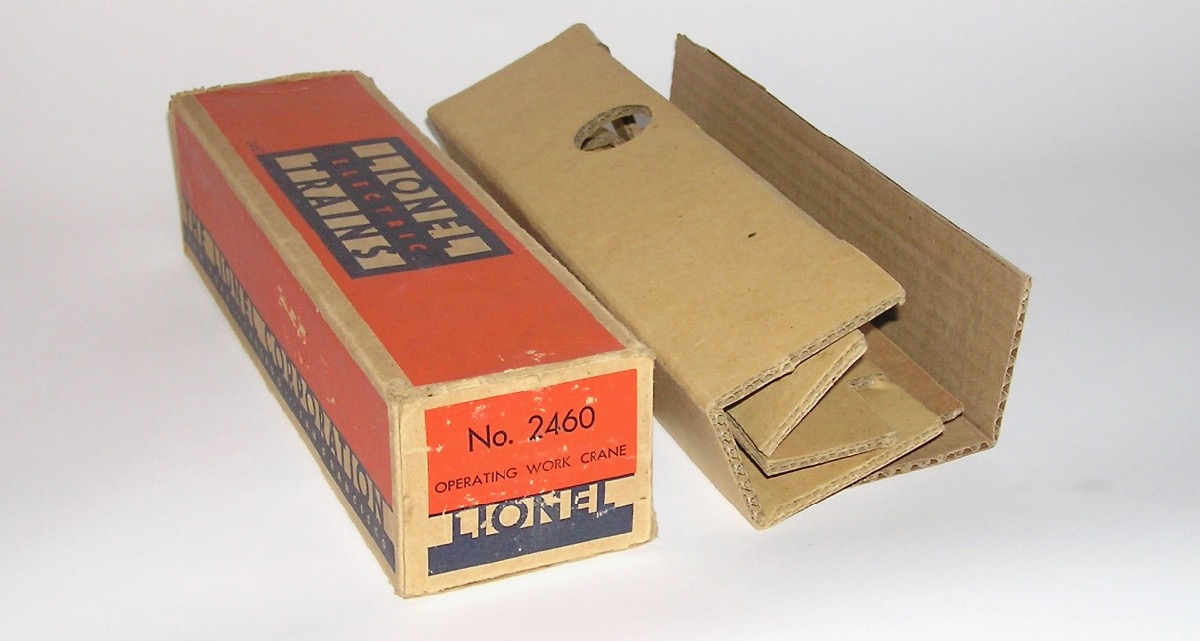 LIONEL
ELECTRIC
TRAINS
THE LIONEL CORPORATION
No. 2460
OPERATING WORK CRANE
LIONEL